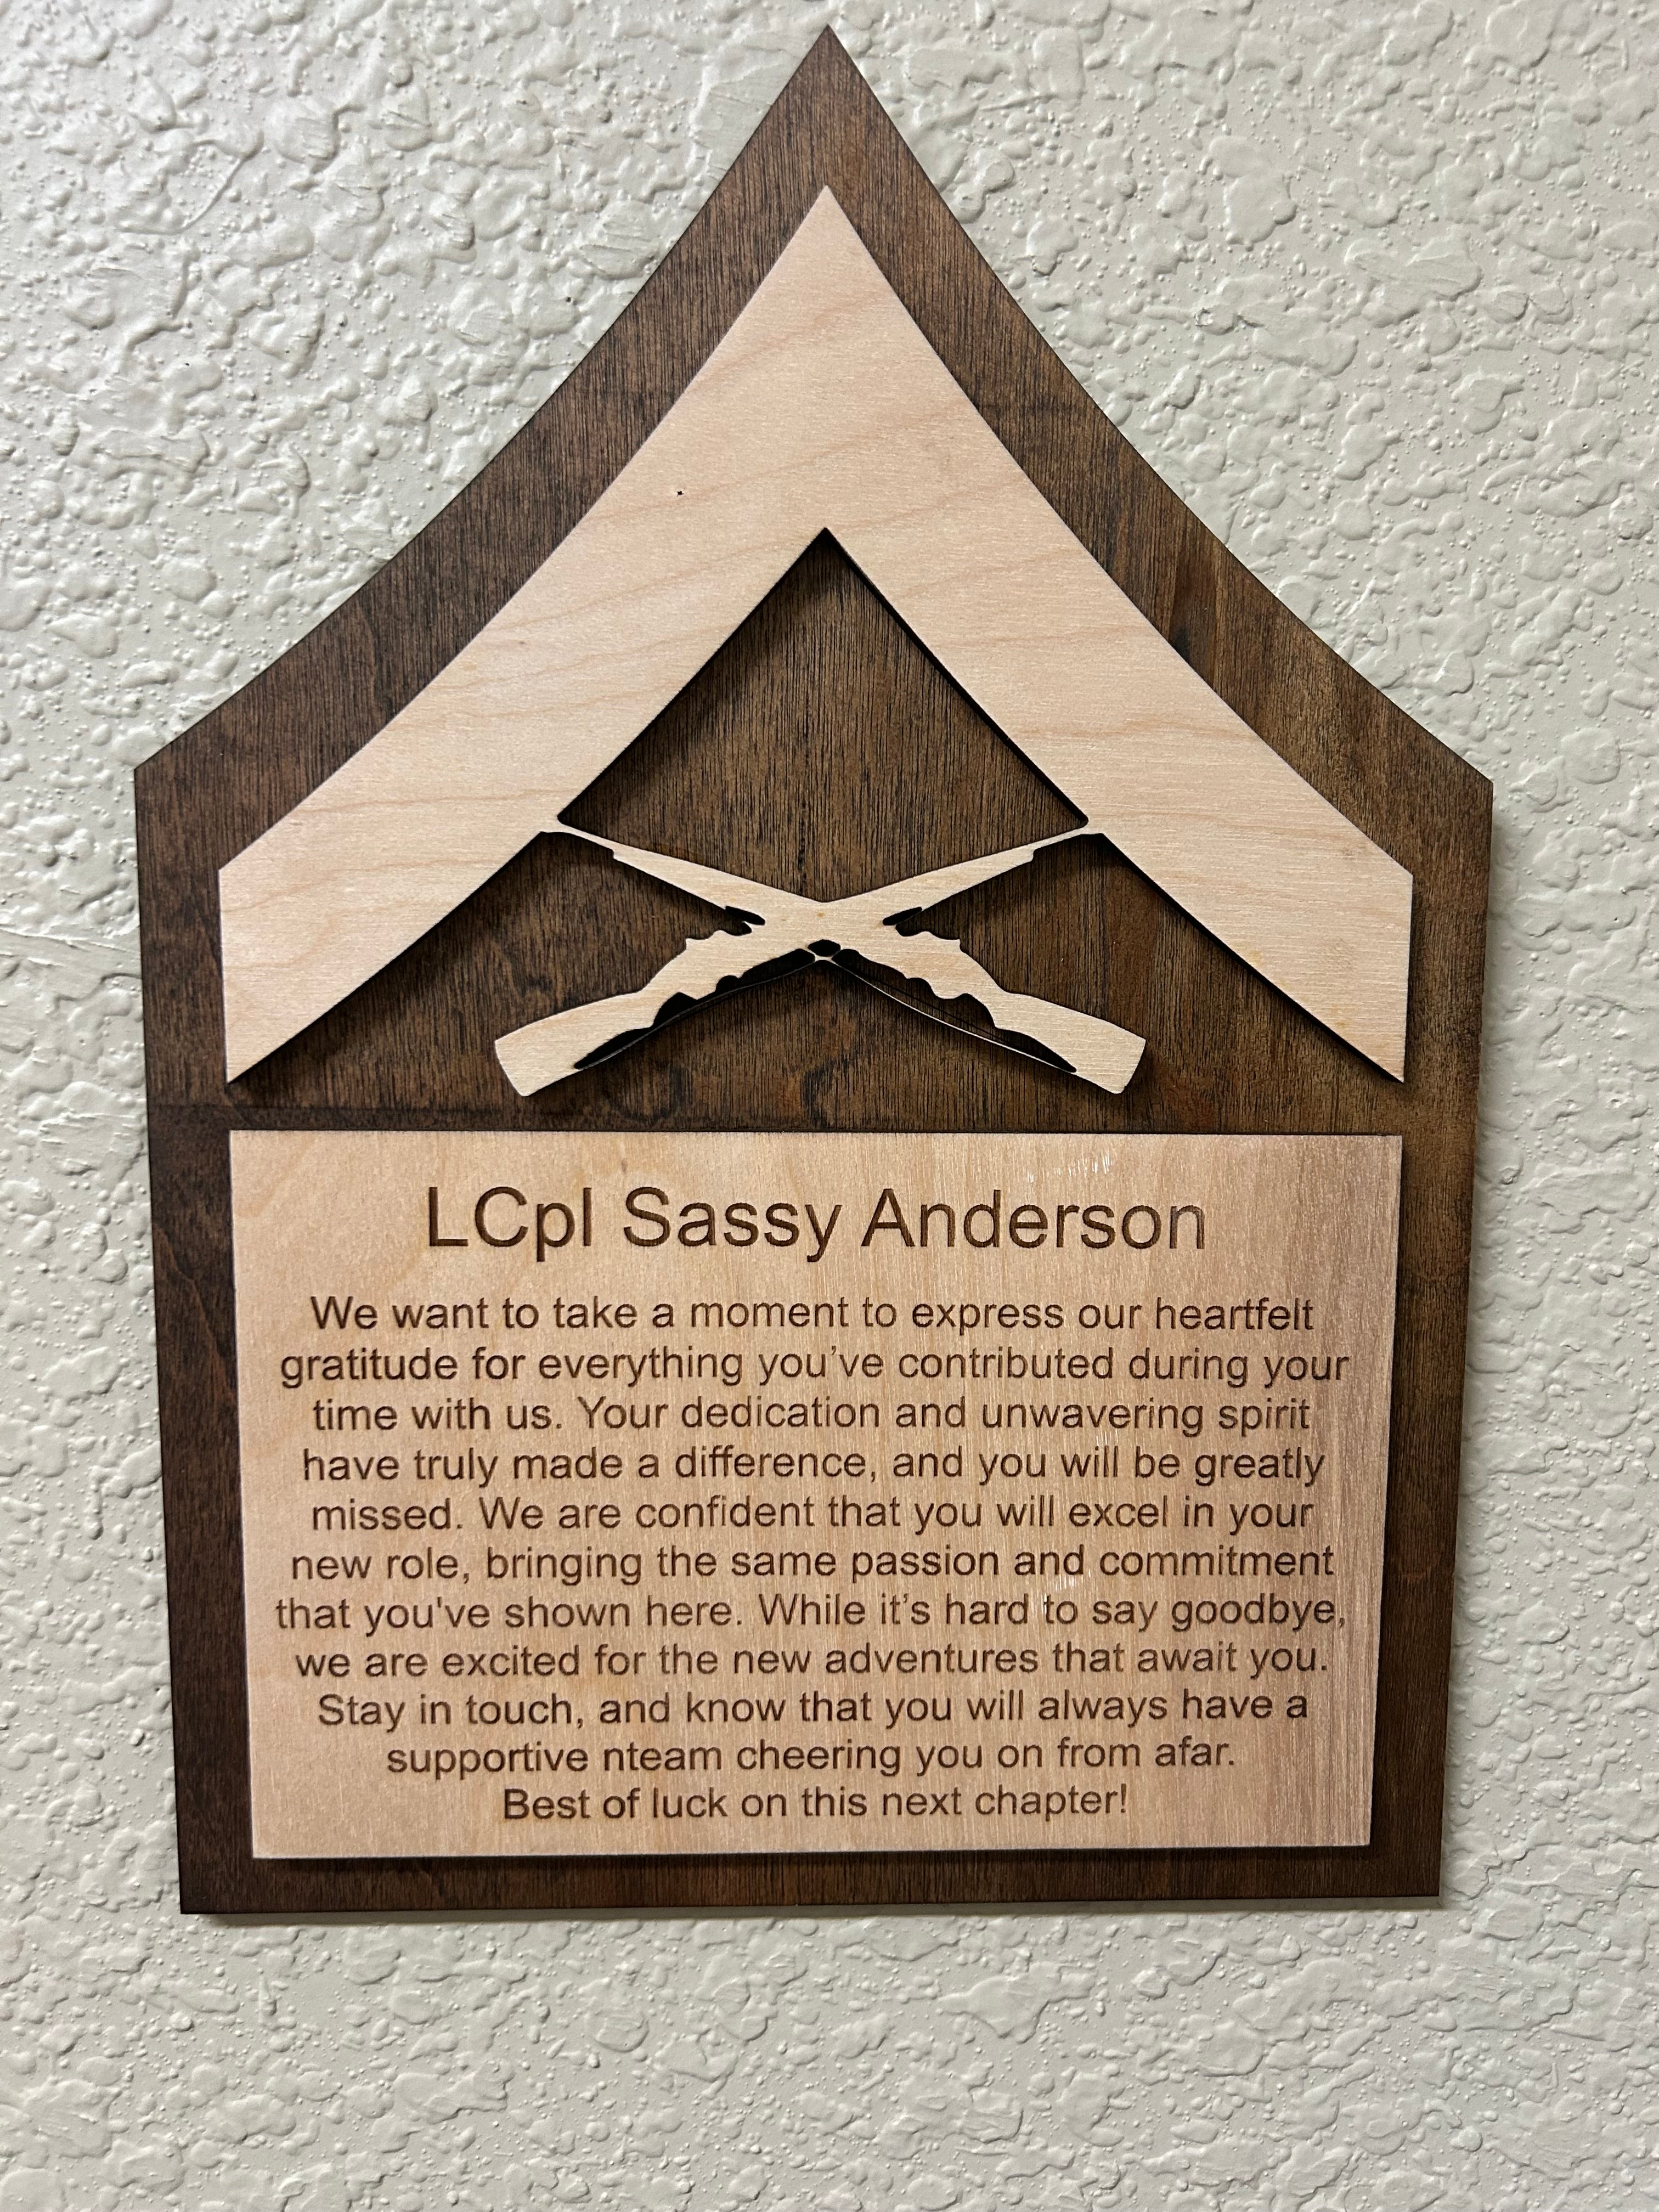 LCpl Sassy Anderson
We want to take a moment to express our heartfelt
gratitude for everything you’ve contributed during your
time with us. Your dedication and unwavering spirit
have truly made a difference, and you will be greatly
missed. We are confident that you will excel in your
new role, bringing the same passion and commitment
that you've shown here. While it’s hard to say goodbye,
we are excited for the new adventures that await you.
Stay in touch, and know that you will always have a
supportive nteam cheering you on from afar.
Best of luck on this next chapter!